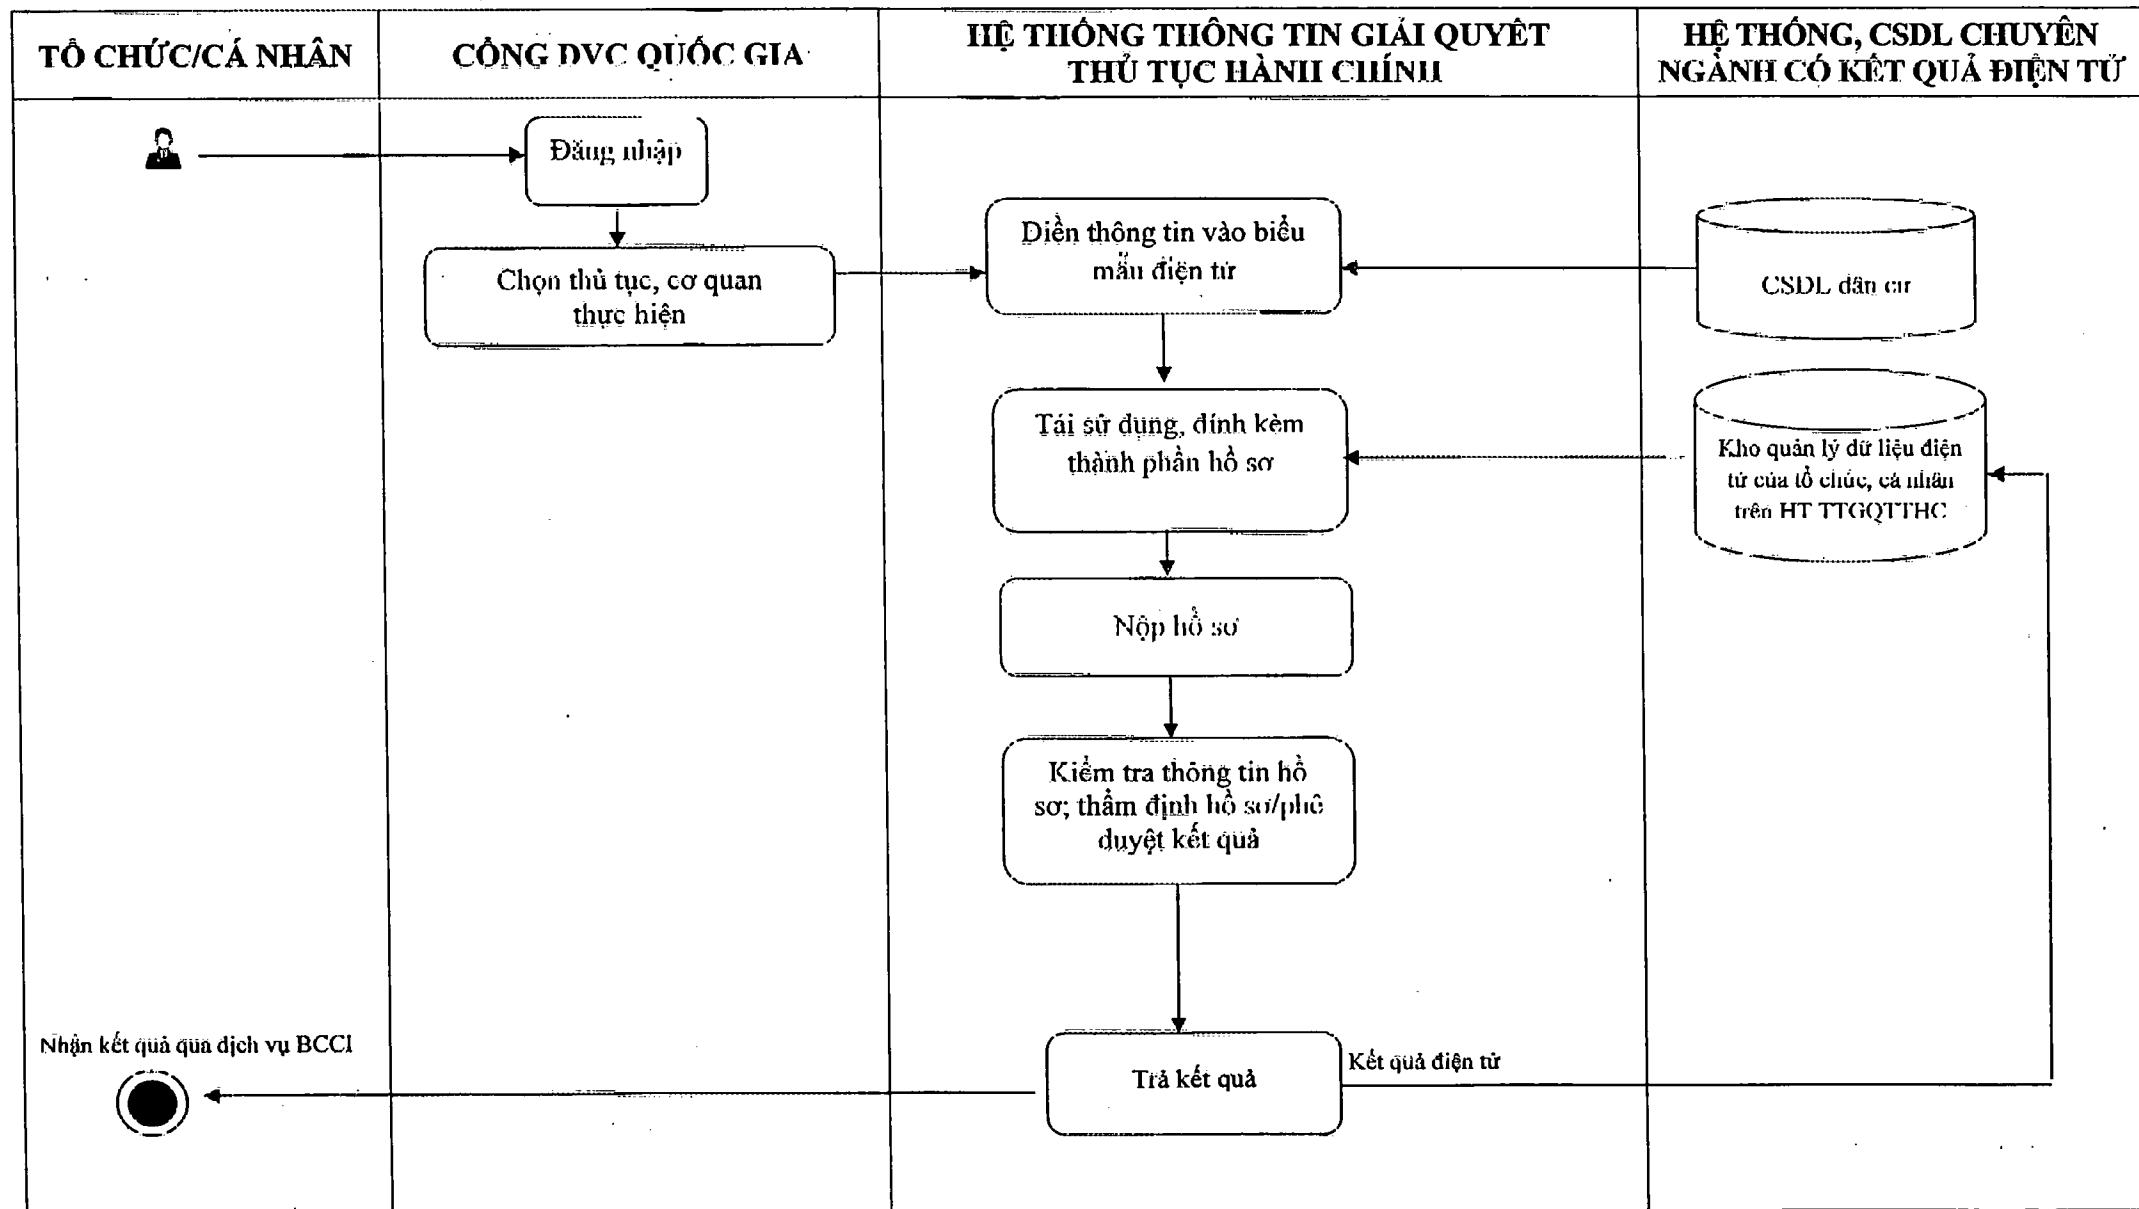 TỔ CHỨC/CÁ NHÂN
CỔNG DVC QUỐC GIA
HỆ THỐNG THÔNG TIN GIẢI QUYẾT
THỦ TỤC HÀNH CHÍNH
HỆ THỐNG, CSDL CHUYÊN
NGÀNH CÓ KẾT QUẢ ĐIỆN TỬ
Đăng nhập
Chọn thủ tục, cơ quan
thực hiện
Điền thông tin vào biểu
mẫu điện tử
CSDL dân cư
Tái sử dụng, đính kèm
thành phần hồ sơ
Kho quản lý dữ liệu điện
tử của tổ chức, cá nhân
trên HT TTGQTTHC
Nộp hồ sơ
Kiểm tra thông tin hồ
sơ; thẩm định hồ sơ/phê
duyệt kết quả
Nhận kết quả qua dịch vụ BCCI
Trả kết quả
Kết quả điện tử